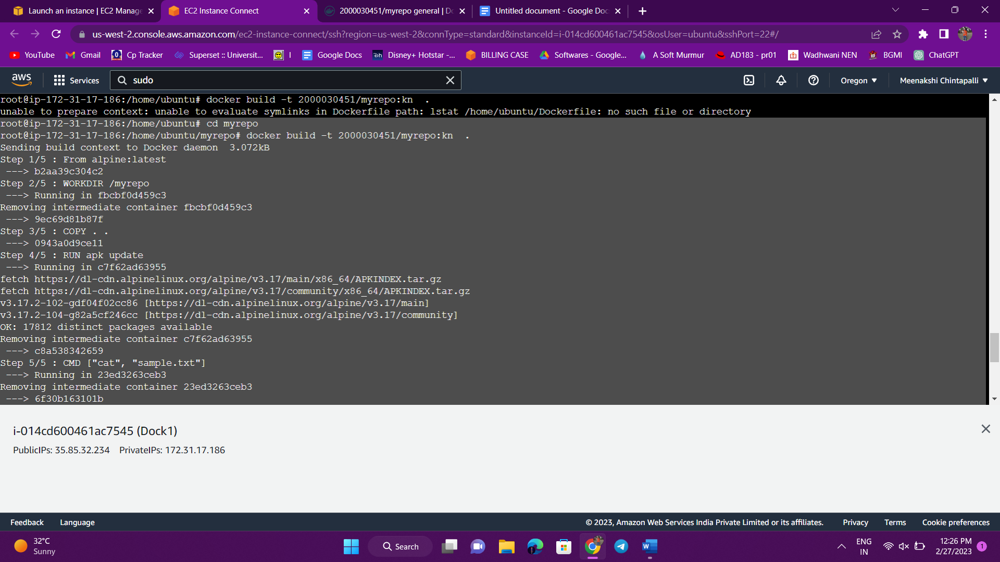 Launch an instance | EC2 Manage
EC2 Instance Connect
2000030451/myrepo general | Do
Untitled document - Google Doc
us-west-2.console.aws.amazon.com/ec2-instance-connect/ssh?region=us-west-2&connType=standard&instanceId=i-014cd600461ac7545&osUser=ubuntu&sshPort=22#/
YouTube
Gmail
Cp Tracker
Superset :: Universit...
I
Google Docs
Disney+ Hotstar -...
BILLING CASE
Softwares - Google...
A Soft Murmur
AD183 - pr01
Wadhwani NEN
BGMI
ChatGPT
aws
Services
sudo
Oregon
Meenakshi Chintapalli
root@ip-172-31-17-186:/home/ubuntu# docker build -t 2000030451/myrepo:kn  .
unable to prepare context: unable to evaluate symlinks in Dockerfile path: lstat /home/ubuntu/Dockerfile: no such file or directory
root@ip-172-31-17-186:/home/ubuntu# cd myrepo
root@ip-172-31-17-186:/home/ubuntu/myrepo# docker build -t 2000030451/myrepo:kn  .
Sending build context to Docker daemon  3.072kB
Step 1/5 : From alpine:latest
 ---> b2aa39c304c2
Step 2/5 : WORKDIR /myrepo
 ---> Running in fbcbf0d459c3
Removing intermediate container fbcbf0d459c3
 ---> 9ec69d81b87f
Step 3/5 : COPY . .
 ---> 0943a0d9ce11
Step 4/5 : RUN apk update
 ---> Running in c7f62ad63955
fetch https://dl-cdn.alpinelinux.org/alpine/v3.17/main/x86_64/APKINDEX.tar.gz
fetch https://dl-cdn.alpinelinux.org/alpine/v3.17/community/x86_64/APKINDEX.tar.gz
v3.17.2-102-gdf04f02cc86 [https://dl-cdn.alpinelinux.org/alpine/v3.17/main]
v3.17.2-104-g82a5cf246cc [https://dl-cdn.alpinelinux.org/alpine/v3.17/community]
OK: 17812 distinct packages available
Removing intermediate container c7f62ad63955
 ---> c8a538342659
Step 5/5 : CMD ["cat", "sample.txt"]
 ---> Running in 23ed3263ceb3
Removing intermediate container 23ed3263ceb3
 ---> 6f30b163101b
i-014cd600461ac7545 (Dock1)
PublicIPs: 35.85.32.234    PrivateIPs: 172.31.17.186
Feedback
Language
© 2023, Amazon Web Services India Private Limited or its affiliates.
Privacy
Terms
Cookie preferences
32°C
Sunny
Search
ENG
IN
12:26 PM
2/27/2023
1